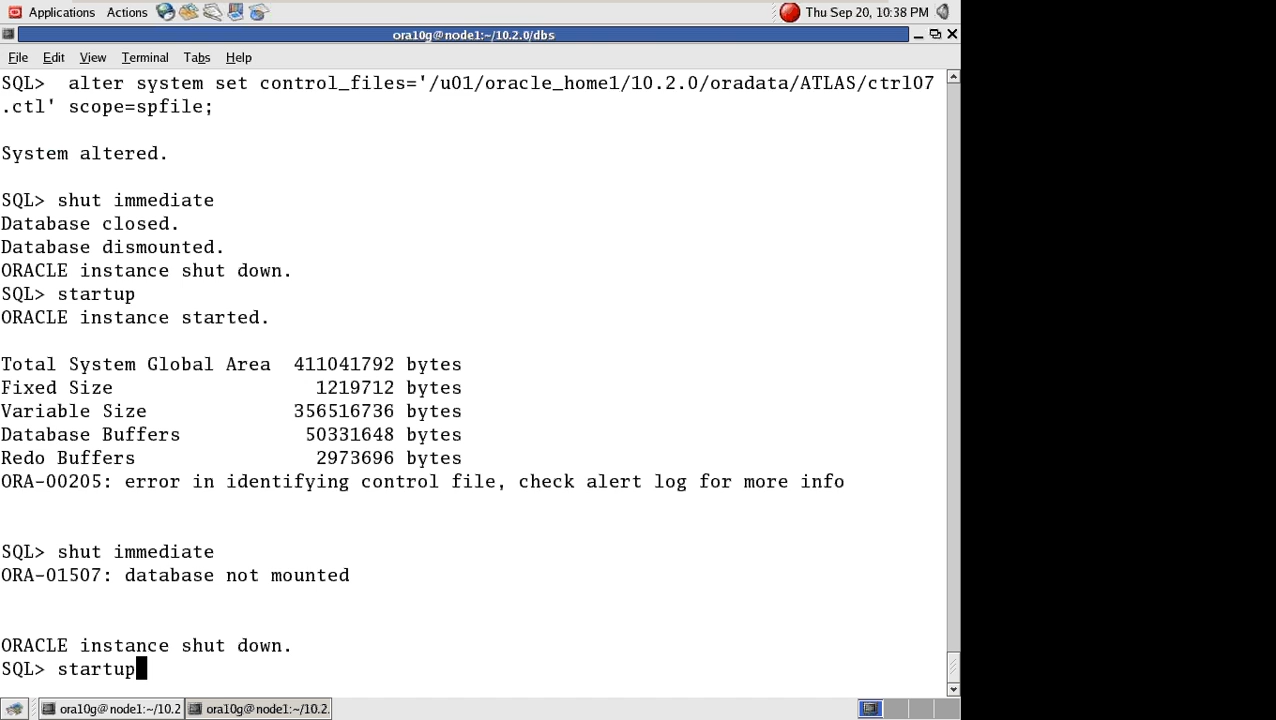 Applications Actions Thu Sep 20, 10:38 PM
ora10g@node1:~/10.2.0/dbs
File Edit View Terminal Tabs Help
SQL>  alter system set control_files='/u01/oracle_home1/10.2.0/oradata/ATLAS/ctrl07
.ctl' scope=spfile;
System altered.
SQL> shut immediate
Database closed.
Database dismounted.
ORACLE instance shut down.
SQL> startup
ORACLE instance started.
Total System Global Area  411041792 bytes
Fixed Size                  1219712 bytes
Variable Size             356516736 bytes
Database Buffers           50331648 bytes
Redo Buffers                2973696 bytes
ORA-00205: error in identifying control file, check alert log for more info
SQL> shut immediate
ORA-01507: database not mounted
ORACLE instance shut down.
SQL> startup
ora10g@node1:~/10.2 ora10g@node1:~/10.2.